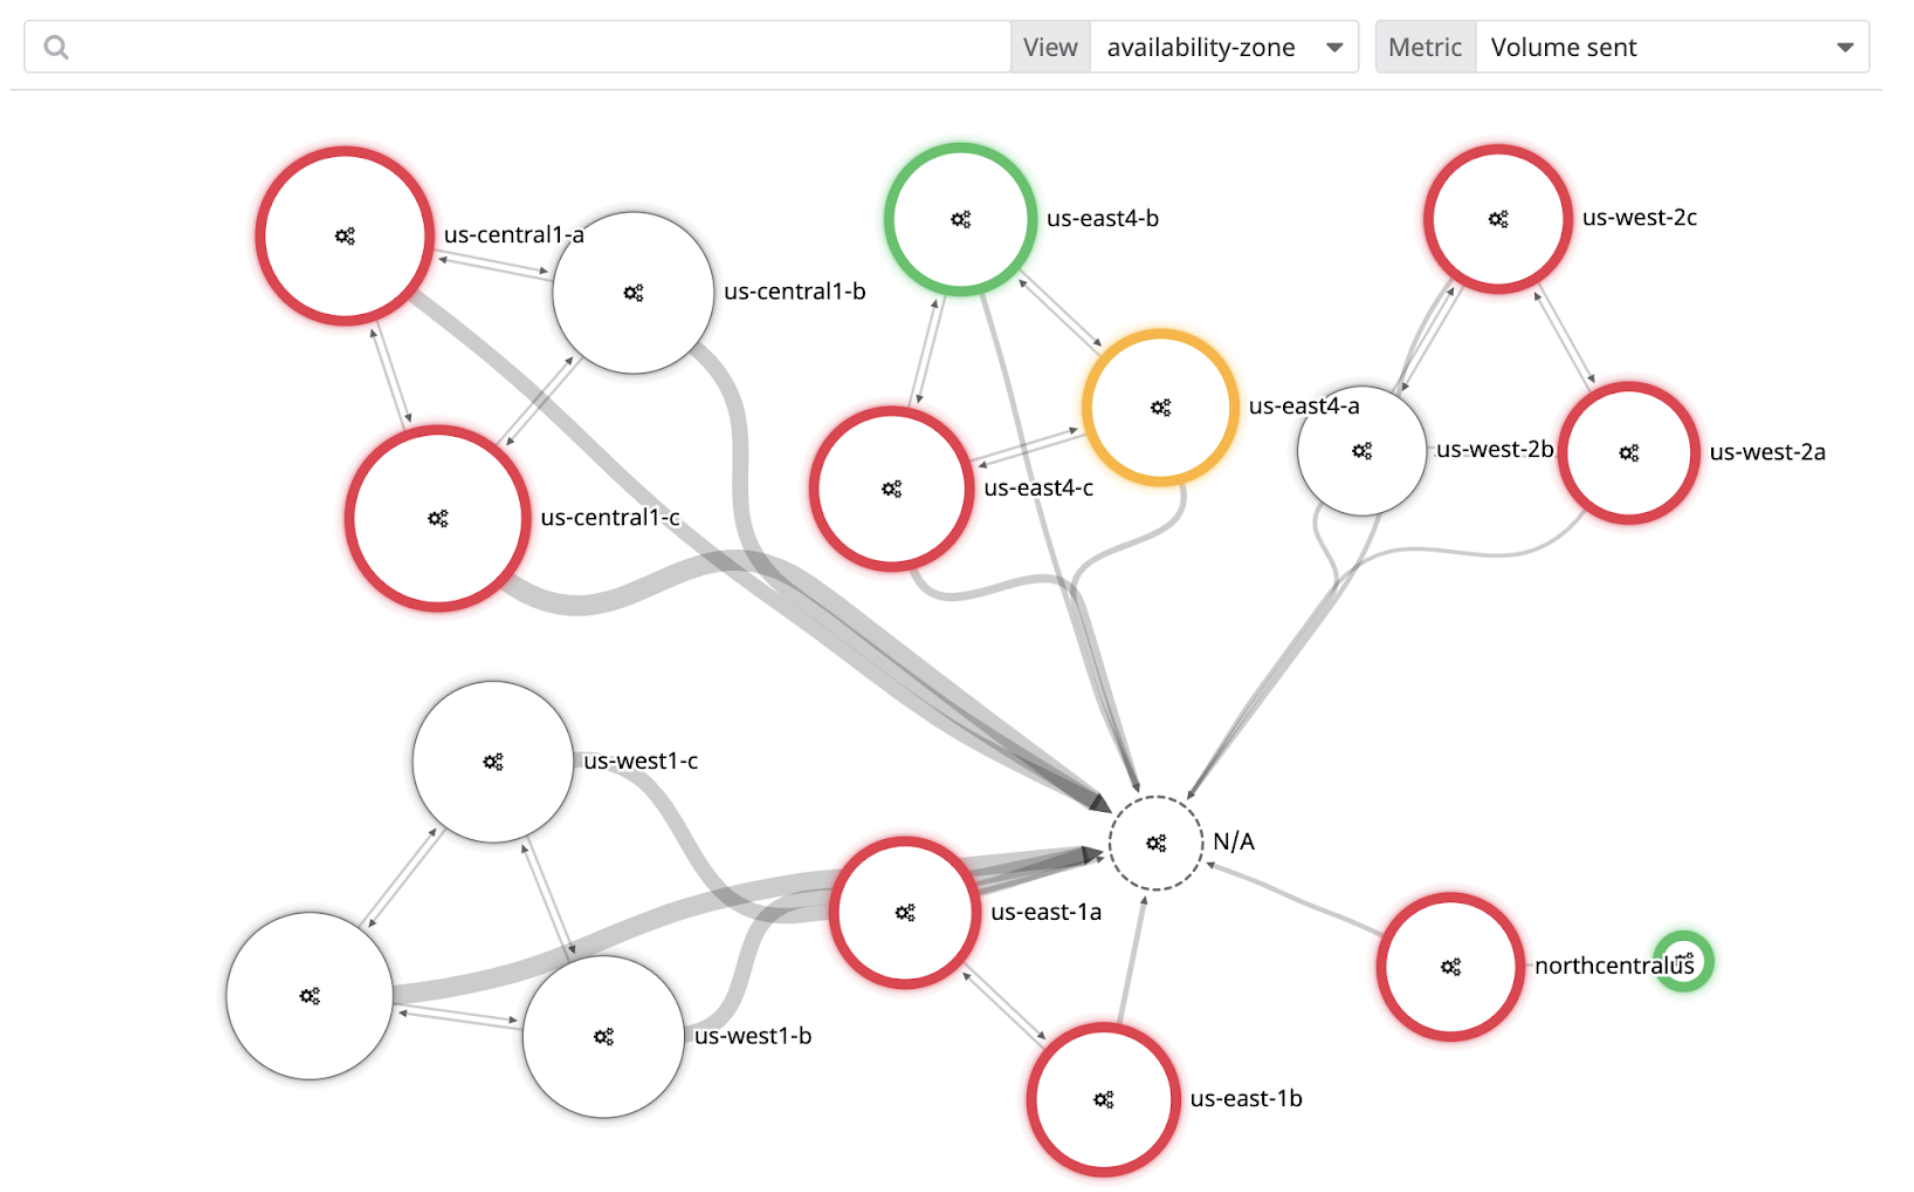 View availability-zone Metric Volume sent
us-central1-a
us-central1-b
us-central1-c
us-east4-b
us-east4-a
us-east4-c
us-west-2c
us-west-2b
us-west-2a
us-west1-c
us-west1-b
us-east-1a
N/A
us-east-1b
northcentralus